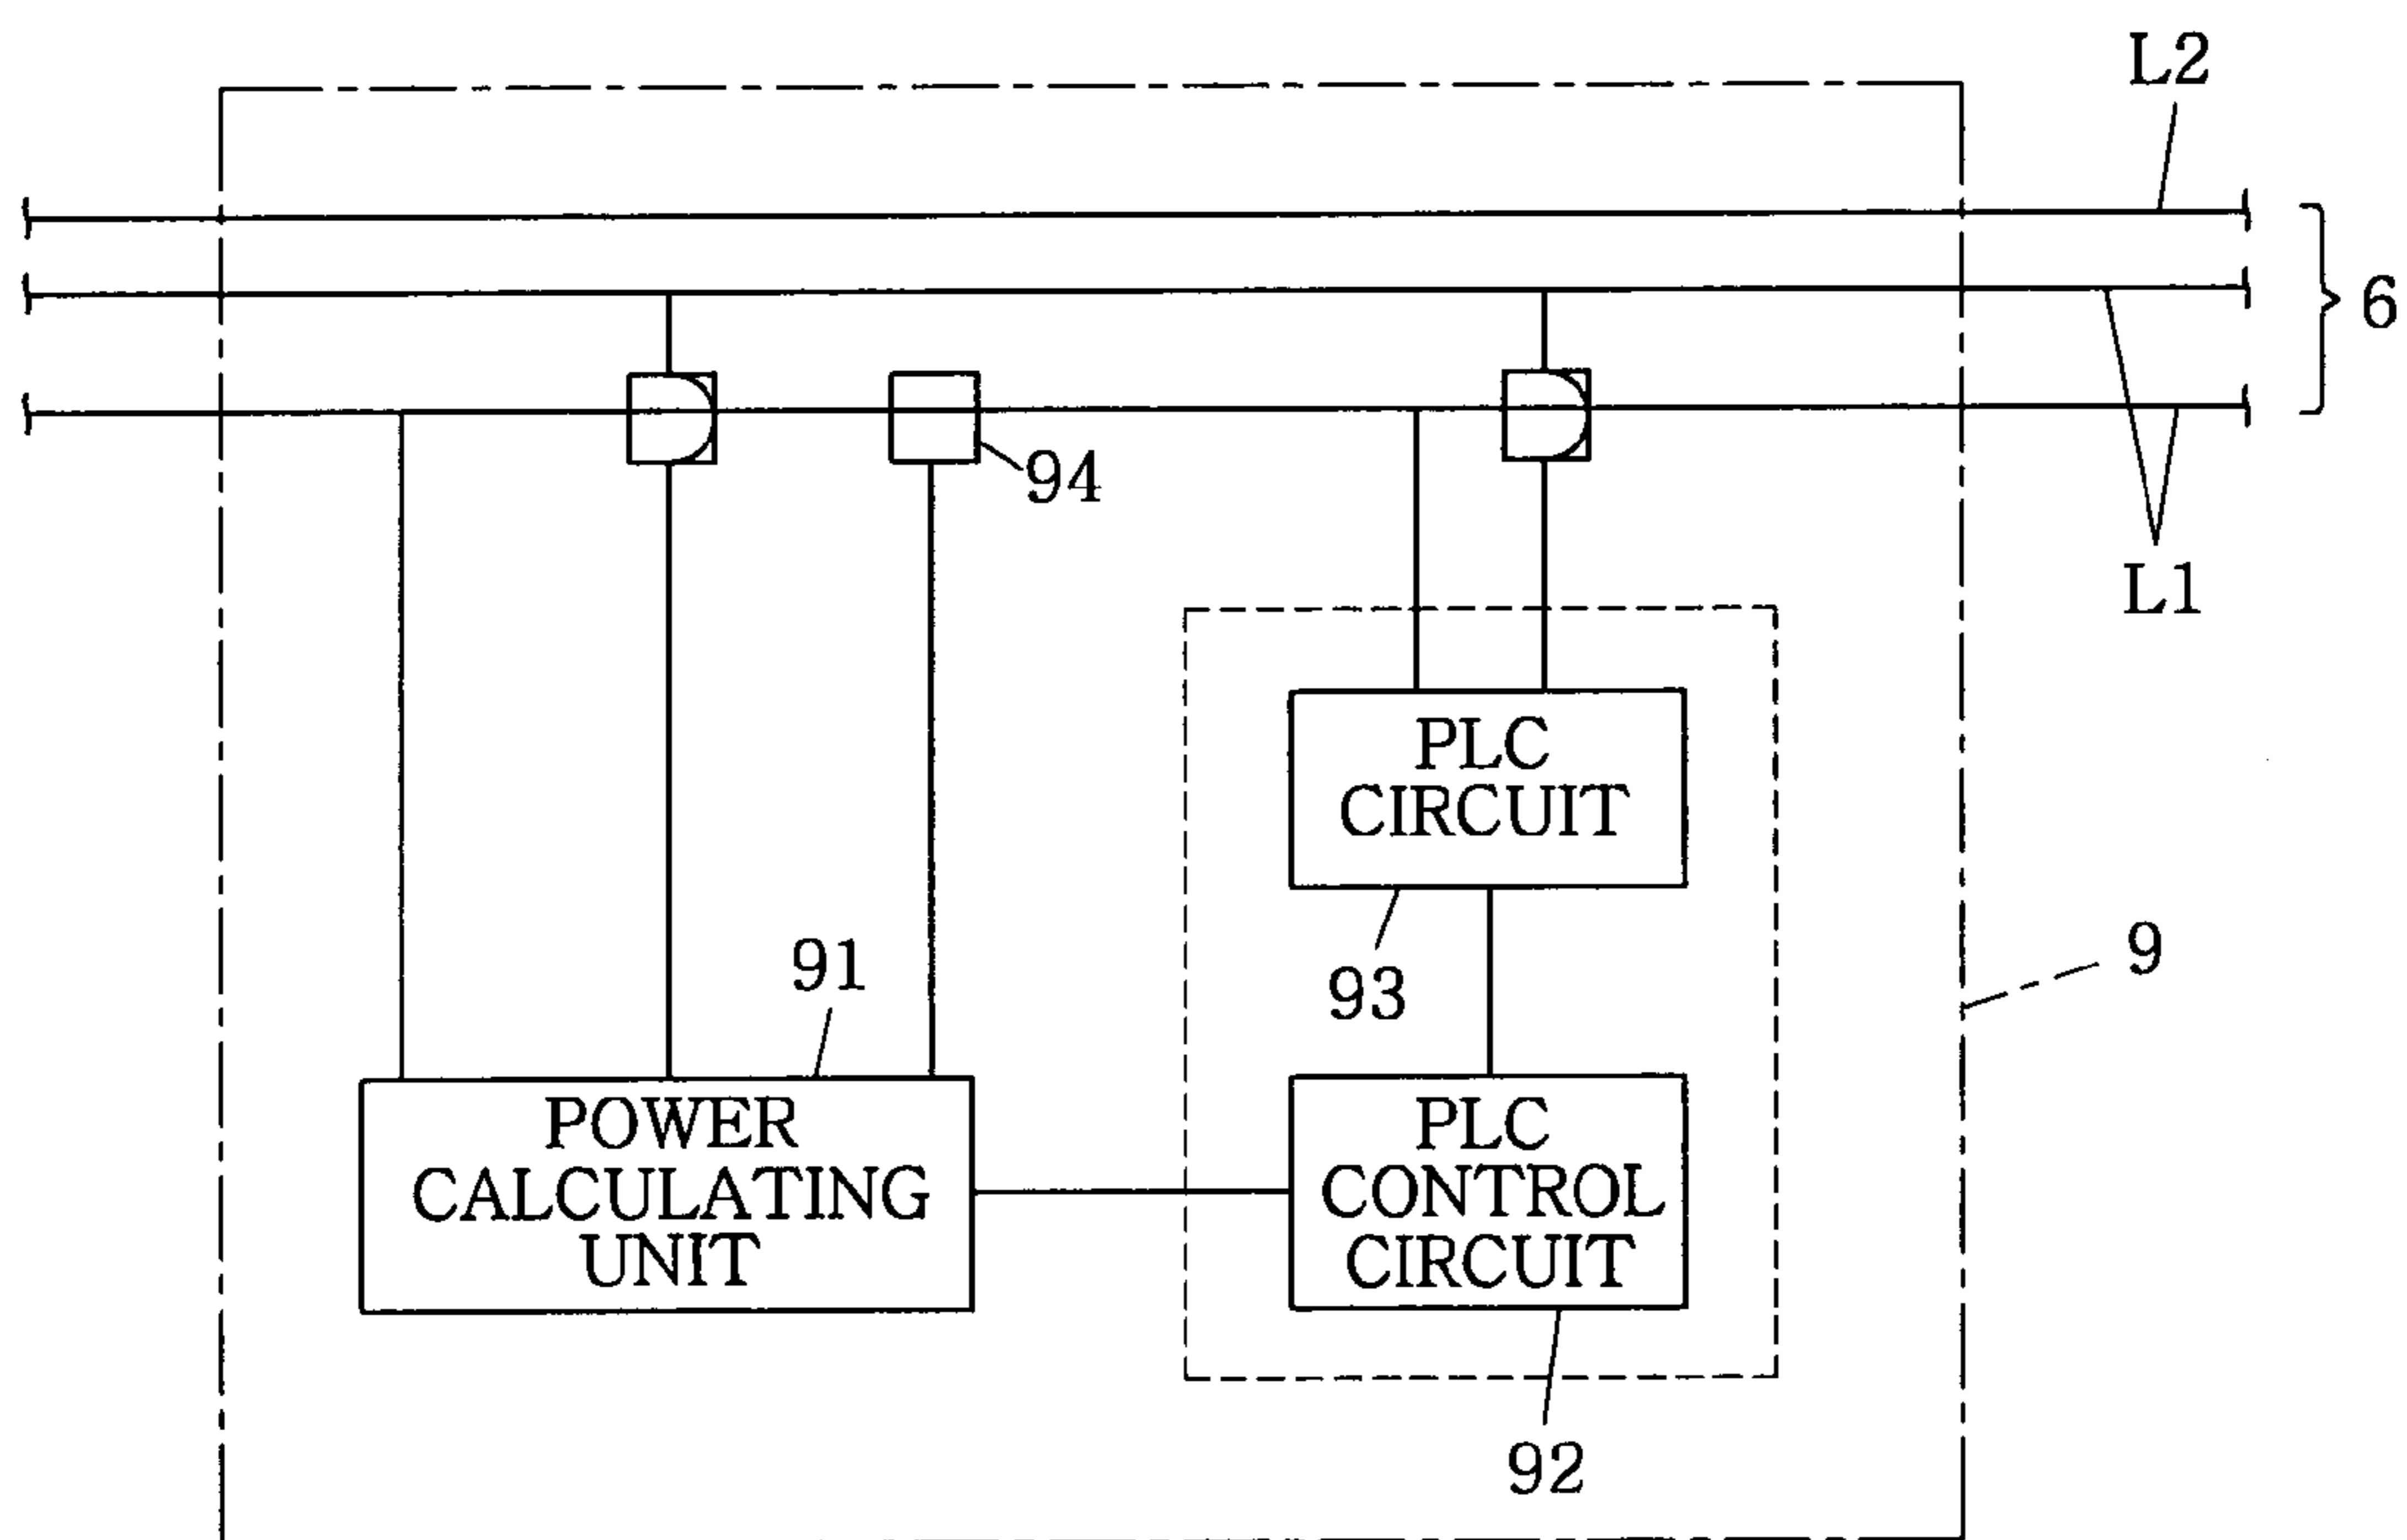 L2
6
94
L1
PLC
CIRCUIT
93
9
91
POWER
CALCULATING
UNIT
PLC
CONTROL
CIRCUIT
92